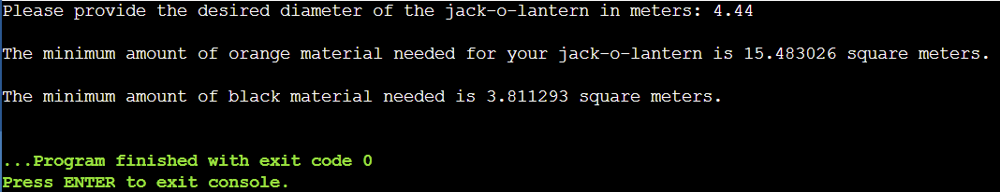 Please provide the desired diameter of the jack-o-lantern in meters: 4.44
The minimum amount of orange material needed for your jack-o-lantern is 15.483026 square meters.
The minimum amount of black material needed is 3.811293 square meters.
...Program finished with exit code 0
Press ENTER to exit console.